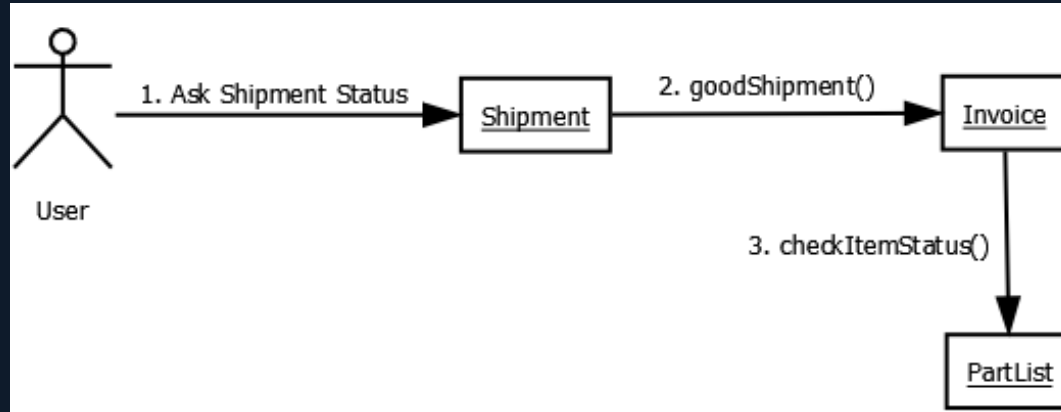 1. Ask Shipment Status
Shipment
2. goodShipment()
Invoice
User
3. checkItemStatus()
PartList